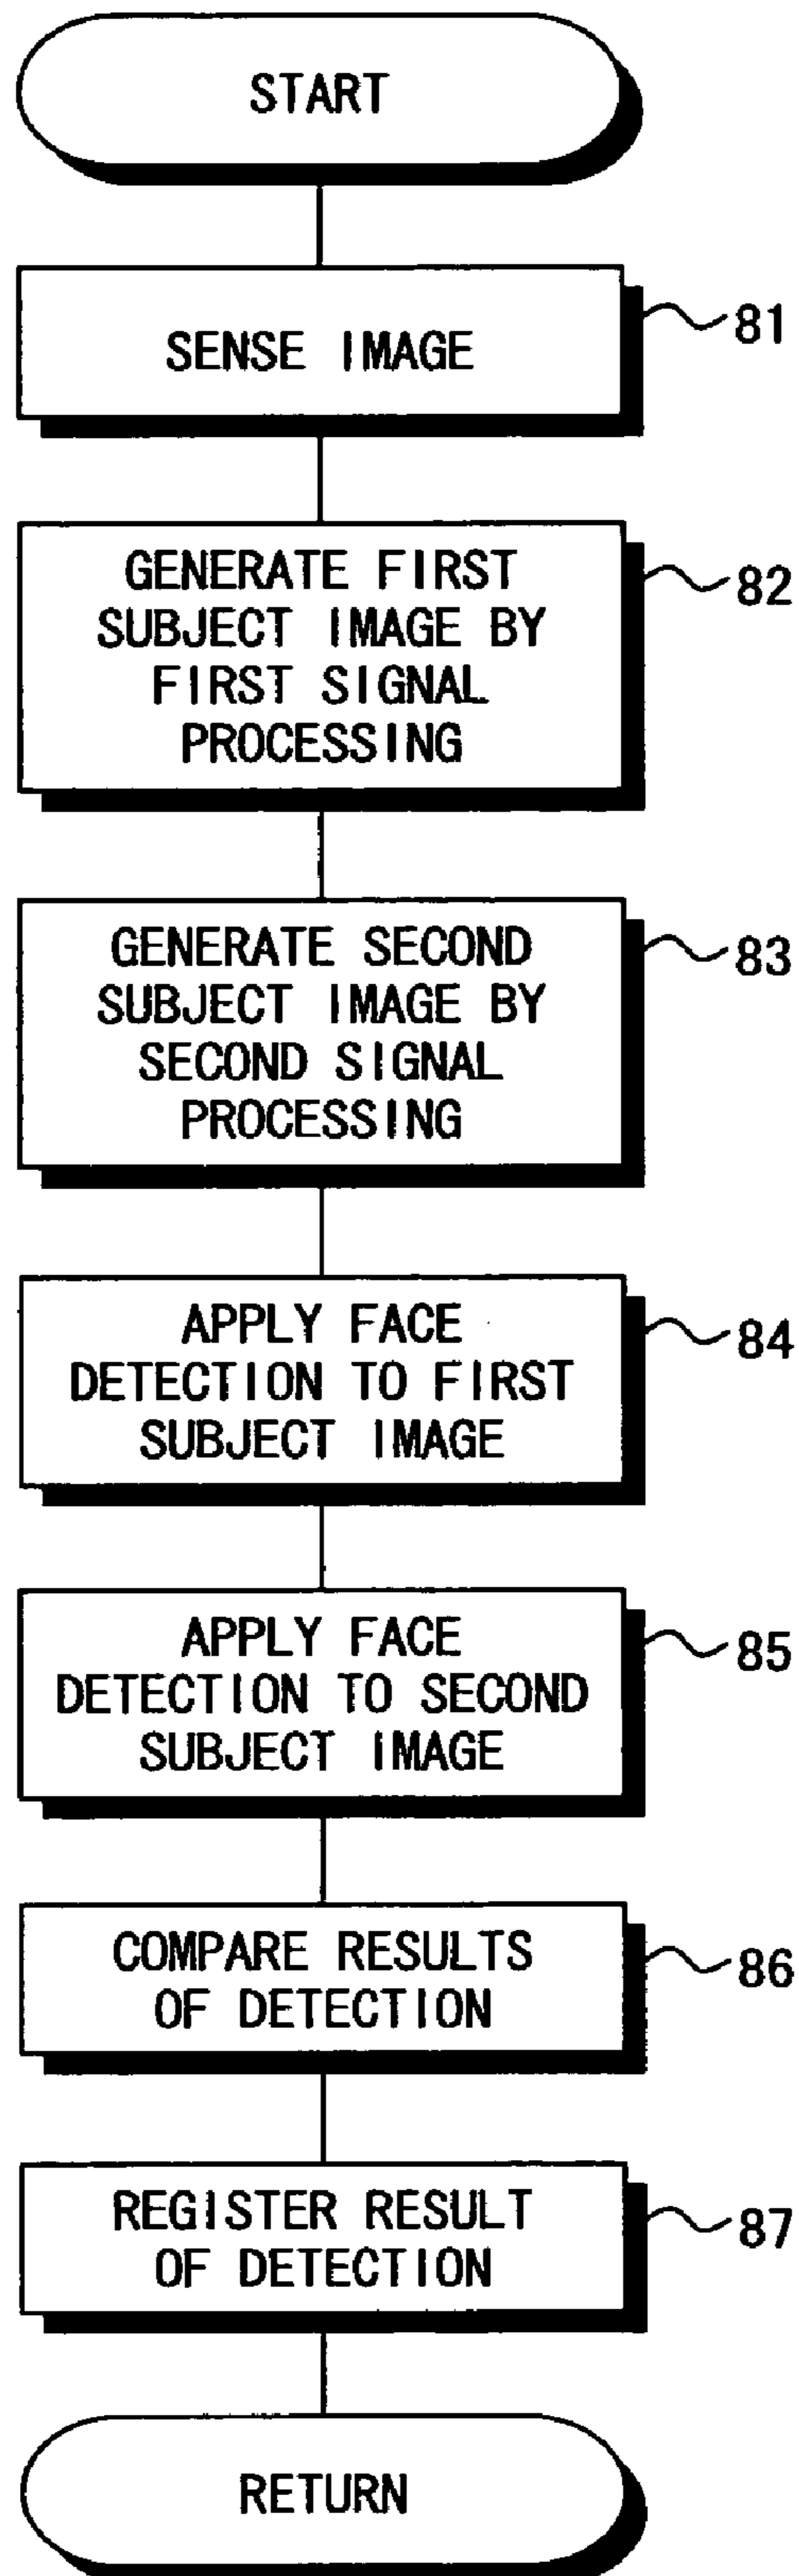 START
SENSE IMAGE
81
GENERATE FIRST
SUBJECT IMAGE BY
FIRST SIGNAL
PROCESSING
82
GENERATE SECOND
SUBJECT IMAGE BY
SECOND SIGNAL
PROCESSING
83
APPLY FACE
DETECTION TO FIRST
SUBJECT IMAGE
84
APPLY FACE
DETECTION TO SECOND
SUBJECT IMAGE
85
COMPARE RESULTS
OF DETECTION
86
REGISTER RESULT
OF DETECTION
87
RETURN